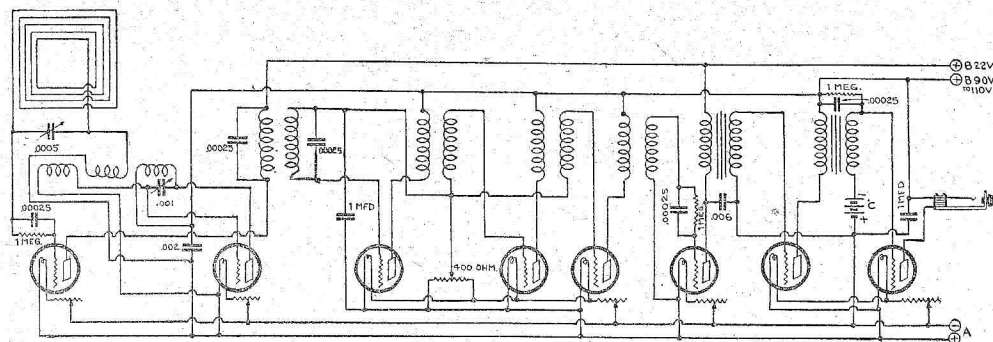 .0005
.00025
1 MEG.
.001
.002
.00025
.00025
1 MFD
400 OHM.
.00025
1 MEG.
.006
1 MEG.
.00025
C
+
1 MFD
+ B 22V
+ B 90V
TO 110V
-
+ A